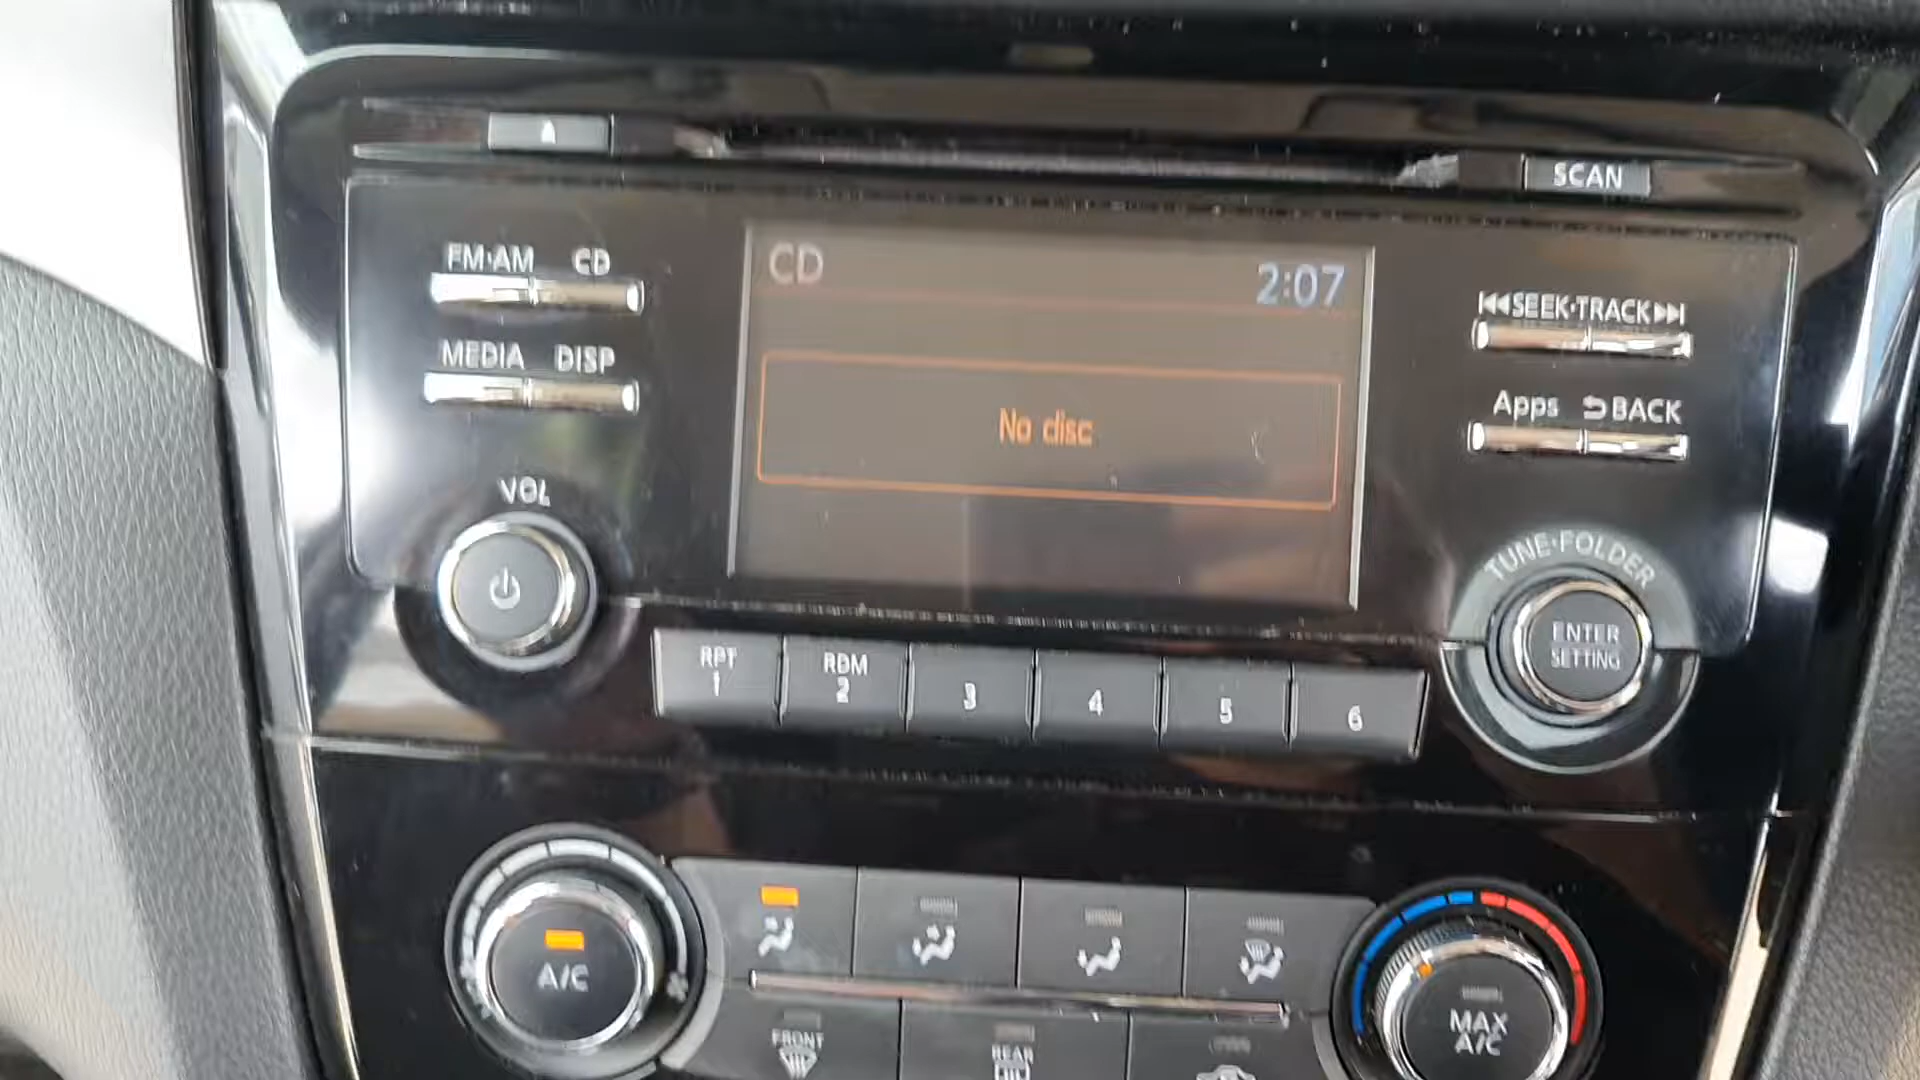 SCAN
FM·AM CD
CD
2:07
SEEK·TRACK
MEDIA DISP
Apps BACK
No disc
VOL
TUNE·FOLDER
ENTER
SETTING
RPT
1
RDM
2
3
4
5
6
A/C
MAX
A/C
FRONT
REAR